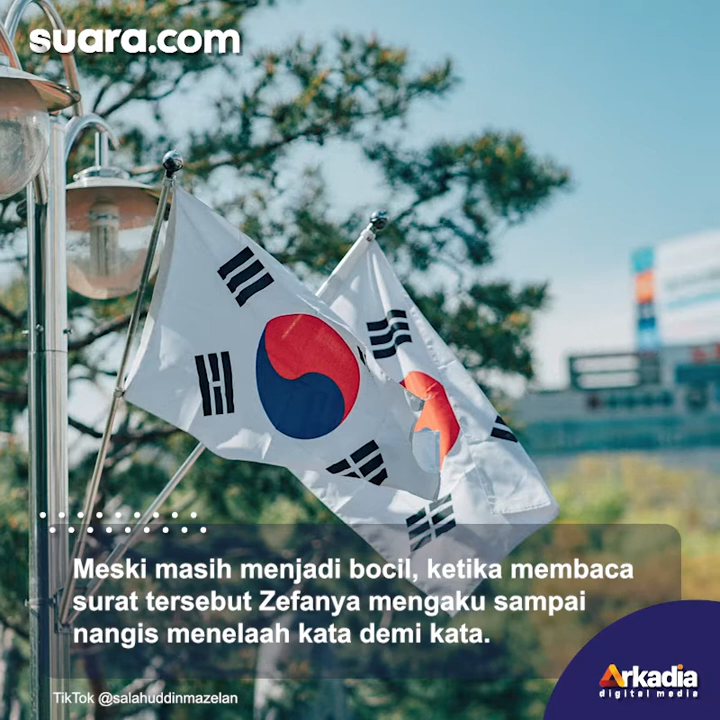 suara.com
Meski masih menjadi bocil, ketika membaca
surat tersebut Zefanya mengaku sampai
nangis menelaah kata demi kata.
TikTok @salahuddinmazelan
Arkadia
digital media